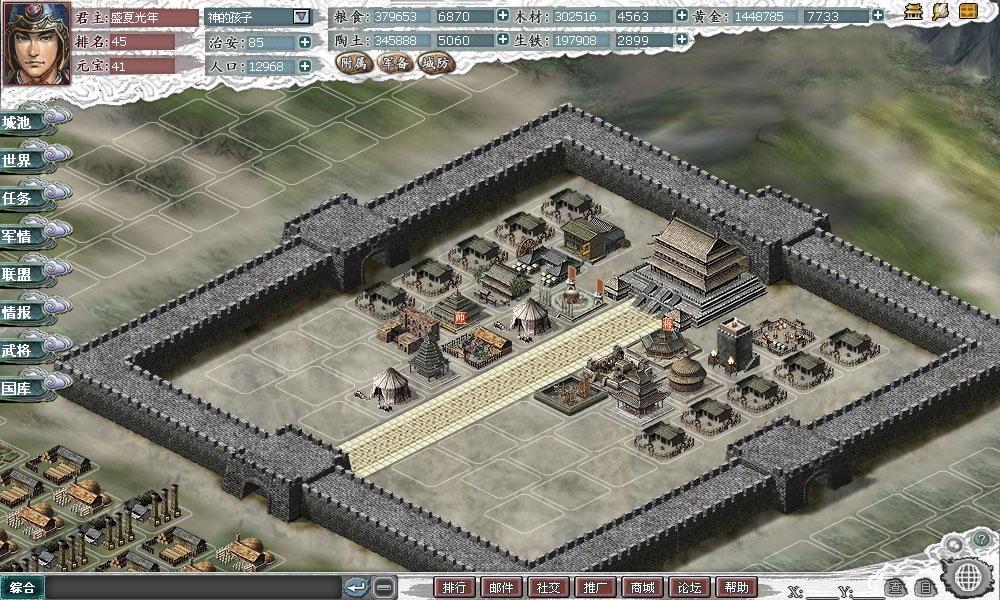 君主:盛夏光年 神的孩子 粮食:379653 6870 木材:302516 4563 黄金:1448785 7733
排名:45 治安:85 陶土:345888 5060 生铁:197908 2899
元宝:41 人口:12968 附属 军备 城防
城池
世界
任务
军情
联盟
情报
武将
国库
将
综合 排行 邮件 社交 推广 商城 论坛 帮助 X: Y: 查 自
?